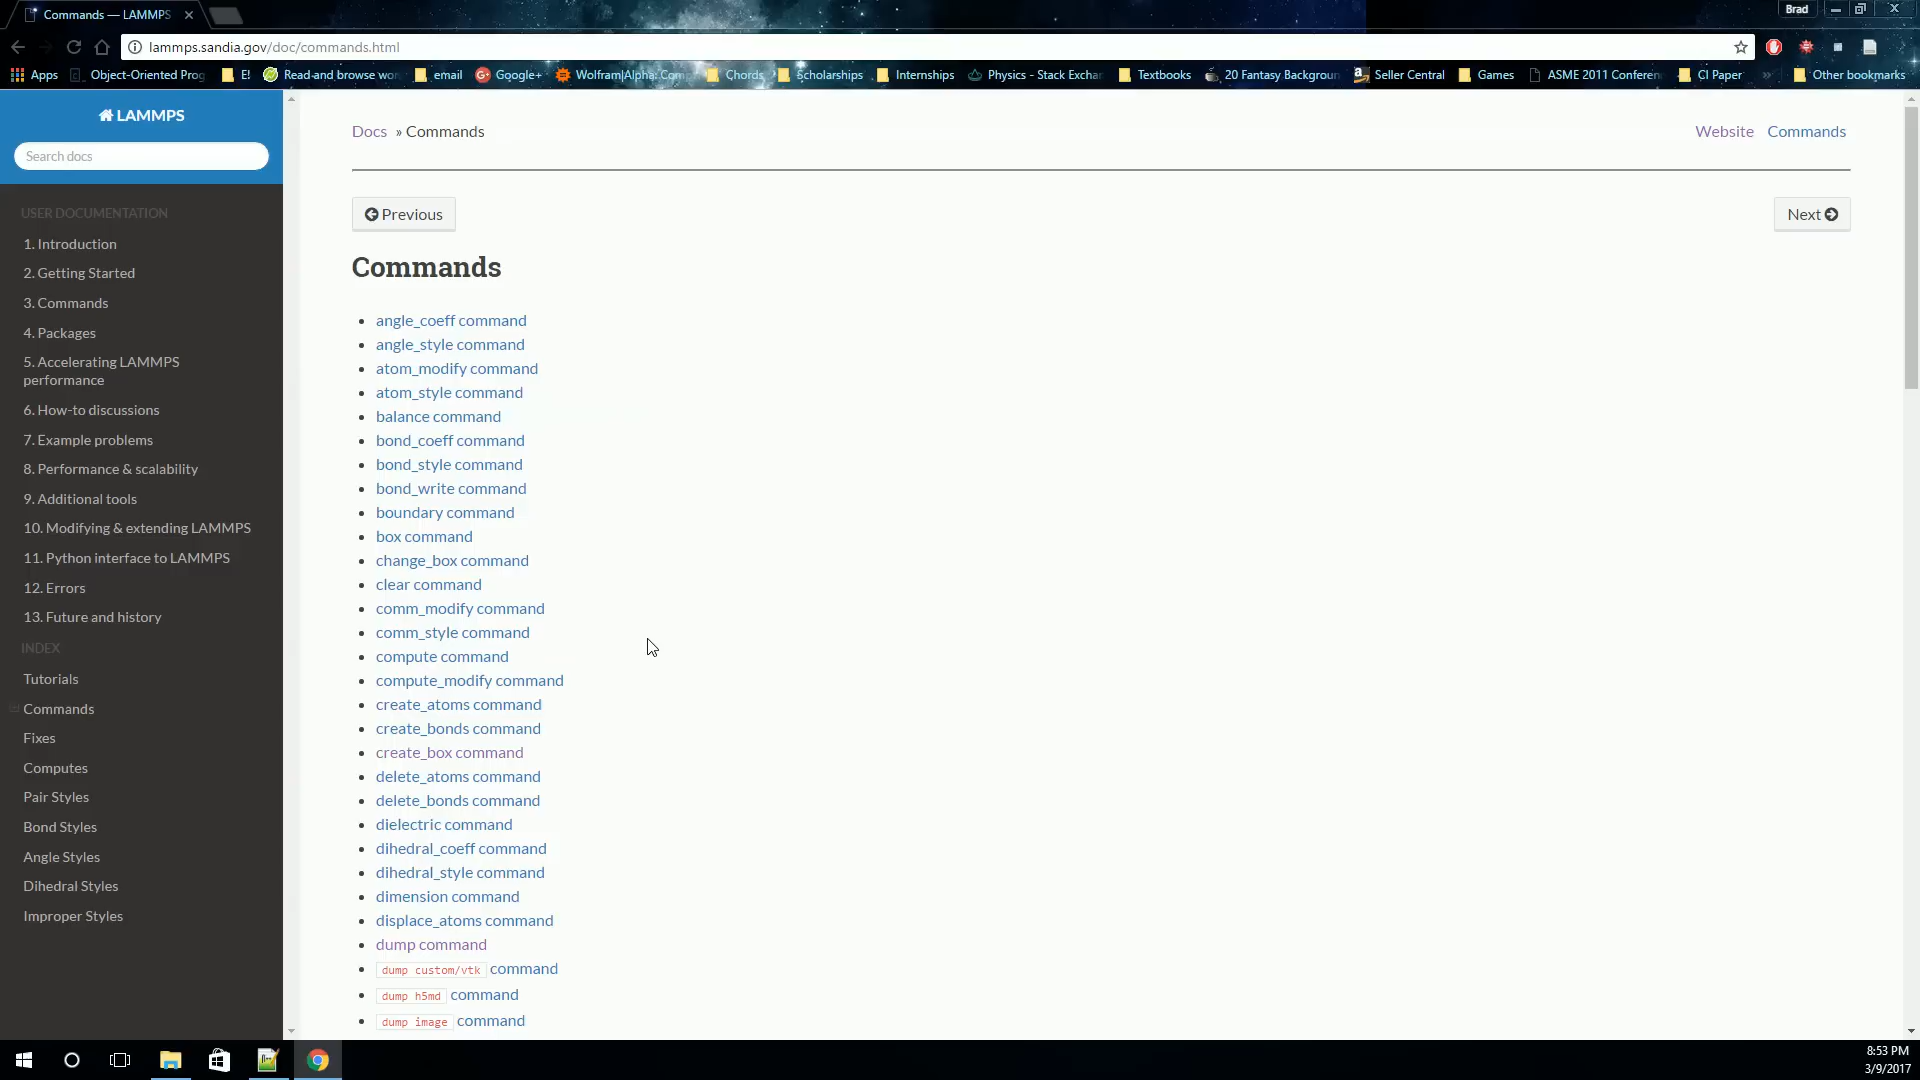 Commands — LAMMPS
Brad
lammps.sandia.gov/doc/commands.html
Apps
Object-Oriented Prog
E!
Read and browse wo
email
Google+
Wolfram|Alpha: Com
Chords
Scholarships
Internships
Physics - Stack Exchan
Textbooks
20 Fantasy Backgroun
Seller Central
Games
ASME 2011 Conferen
CI Paper
»
Other bookmarks
LAMMPS
Search docs
USER DOCUMENTATION
1. Introduction
2. Getting Started
3. Commands
4. Packages
5. Accelerating LAMMPS
performance
6. How-to discussions
7. Example problems
8. Performance & scalability
9. Additional tools
10. Modifying & extending LAMMPS
11. Python interface to LAMMPS
12. Errors
13. Future and history
INDEX
Tutorials
Commands
Fixes
Computes
Pair Styles
Bond Styles
Angle Styles
Dihedral Styles
Improper Styles
Docs » Commands
Website Commands
Previous
Next
Commands
angle_coeff command
angle_style command
atom_modify command
atom_style command
balance command
bond_coeff command
bond_style command
bond_write command
boundary command
box command
change_box command
clear command
comm_modify command
comm_style command
compute command
compute_modify command
create_atoms command
create_bonds command
create_box command
delete_atoms command
delete_bonds command
dielectric command
dihedral_coeff command
dihedral_style command
dimension command
displace_atoms command
dump command
dump custom/vtk command
dump h5md command
dump image command
8:53 PM
3/9/2017